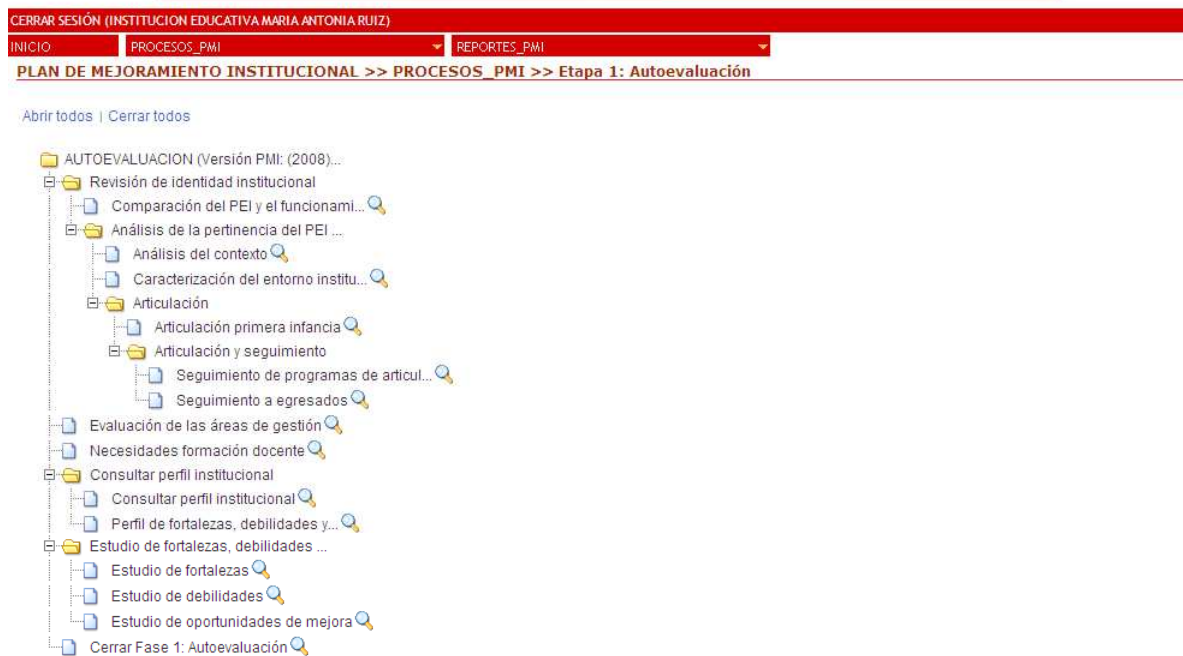 CERRAR SESIÓN (INSTITUCION EDUCATIVA MARIA ANTONIA RUIZ)
INICIO PROCESOS_PMI REPORTES_PMI
PLAN DE MEJORAMIENTO INSTITUCIONAL >> PROCESOS_PMI >> Etapa 1: Autoevaluación
Abrir todos | Cerrar todos
AUTOEVALUACION (Versión PMI: (2008)...
Revisión de identidad institucional
Comparación del PEI y el funcionami...
Análisis de la pertinencia del PEI ...
Análisis del contexto
Caracterización del entorno institu...
Articulación
Articulación primera infancia
Articulación y seguimiento
Seguimiento de programas de articul...
Seguimiento a egresados
Evaluación de las áreas de gestión
Necesidades formación docente
Consultar perfil institucional
Consultar perfil institucional
Perfil de fortalezas, debilidades y...
Estudio de fortalezas, debilidades ...
Estudio de fortalezas
Estudio de debilidades
Estudio de oportunidades de mejora
Cerrar Fase 1: Autoevaluación